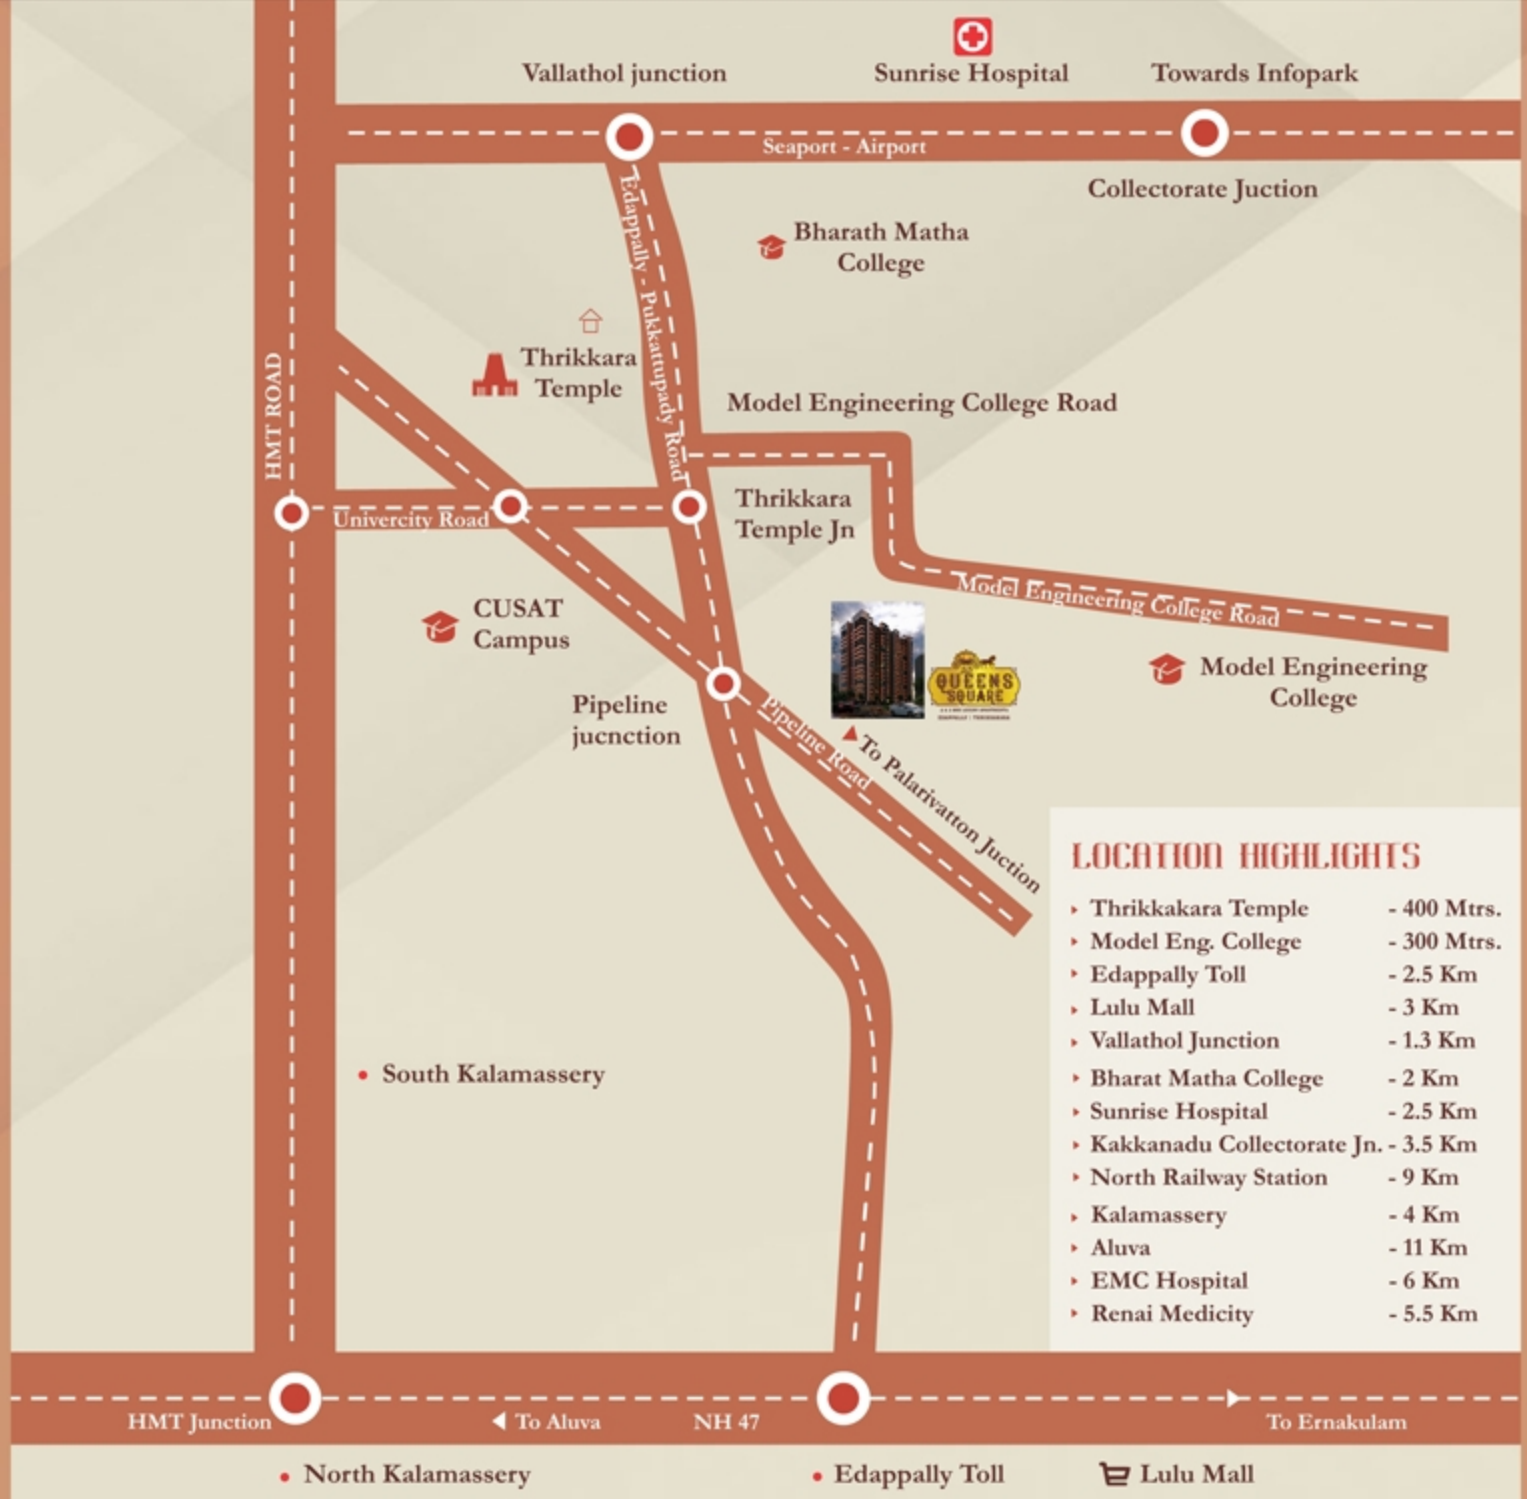 Vallathol junction
Sunrise Hospital
Towards Infopark
Seaport - Airport
Collectorate Juction
Edappally - Pukkattupady Road
Bharath Matha
College
Thrikkara
Temple
HMT ROAD
Model Engineering College Road
Univercity Road
Thrikkara
Temple Jn
Model Engineering College Road
CUSAT
Campus
QUEENS
SQUARE
Model Engineering
College
Pipeline
jucnction
Pipeline Road
To Palarivatton Juction
LOCATION HIGHLIGHTS
Thrikkakara Temple - 400 Mtrs.
Model Eng. College - 300 Mtrs.
Edappally Toll - 2.5 Km
Lulu Mall - 3 Km
Vallathol Junction - 1.3 Km
Bharat Matha College - 2 Km
Sunrise Hospital - 2.5 Km
Kakkanadu Collectorate Jn. - 3.5 Km
North Railway Station - 9 Km
Kalamassery - 4 Km
Aluva - 11 Km
EMC Hospital - 6 Km
Renai Medicity - 5.5 Km
South Kalamassery
HMT Junction
To Aluva
NH 47
To Ernakulam
North Kalamassery
Edappally Toll
Lulu Mall